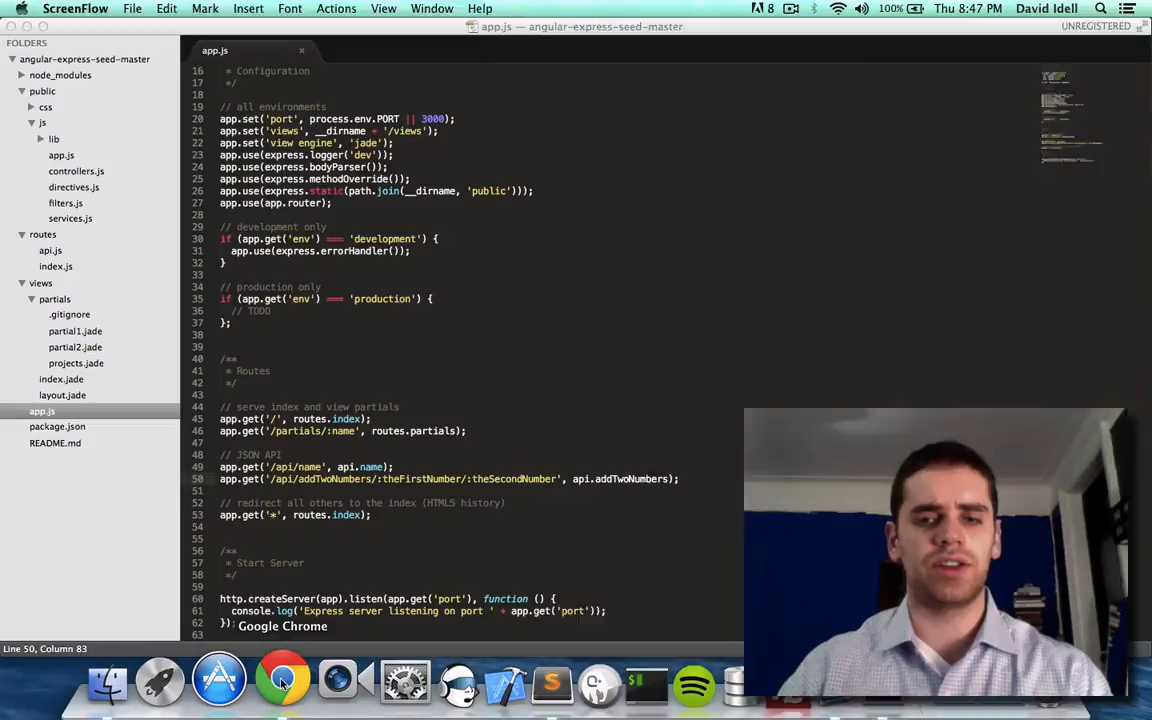 ScreenFlow File Edit Mark Insert Font Actions View Window Help 8 100% Thu 8:47 David Idell
app.js — angular-express-seed-master UNREGISTERED
FOLDERS
angular-express-seed-master
node_modules
public
css
js
lib
app.js
controllers.js
directives.js
filters.js
services.js
routes
api.js
index.js
views
partials
.gitignore
partial1.jade
partial2.jade
projects.jade
index.jade
layout.jade
app.js
package.json
README.md
app.js ×
16 * Configuration
17 */
18
19 // all environments
20 app.set('port', process.env.PORT || 3000);
21 app.set('views', __dirname + '/views');
22 app.set('view engine', 'jade');
23 app.use(express.logger('dev'));
24 app.use(express.bodyParser());
25 app.use(express.methodOverride());
26 app.use(express.static(path.join(__dirname, 'public')));
27 app.use(app.router);
28
29 // development only
30 if (app.get('env') === 'development') {
31 app.use(express.errorHandler());
32 }
33
34 // production only
35 if (app.get('env') === 'production') {
36 // TODO
37 };
38
39
40 /**
41 * Routes
42 */
43
44 // serve index and view partials
45 app.get('/', routes.index);
46 app.get('/partials/:name', routes.partials);
47
48 // JSON API
49 app.get('/api/name', api.name);
50 app.get('/api/addTwoNumbers/:theFirstNumber/:theSecondNumber', api.addTwoNumbers);
51
52 // redirect all others to the index (HTML5 history)
53 app.get('*', routes.index);
54
55
56 /**
57 * Start Server
58 */
59
60 http.createServer(app).listen(app.get('port'), function () {
61 console.log('Express server listening on port ' + app.get('port'));
62 });
63
Google Chrome
Line 50, Column 83